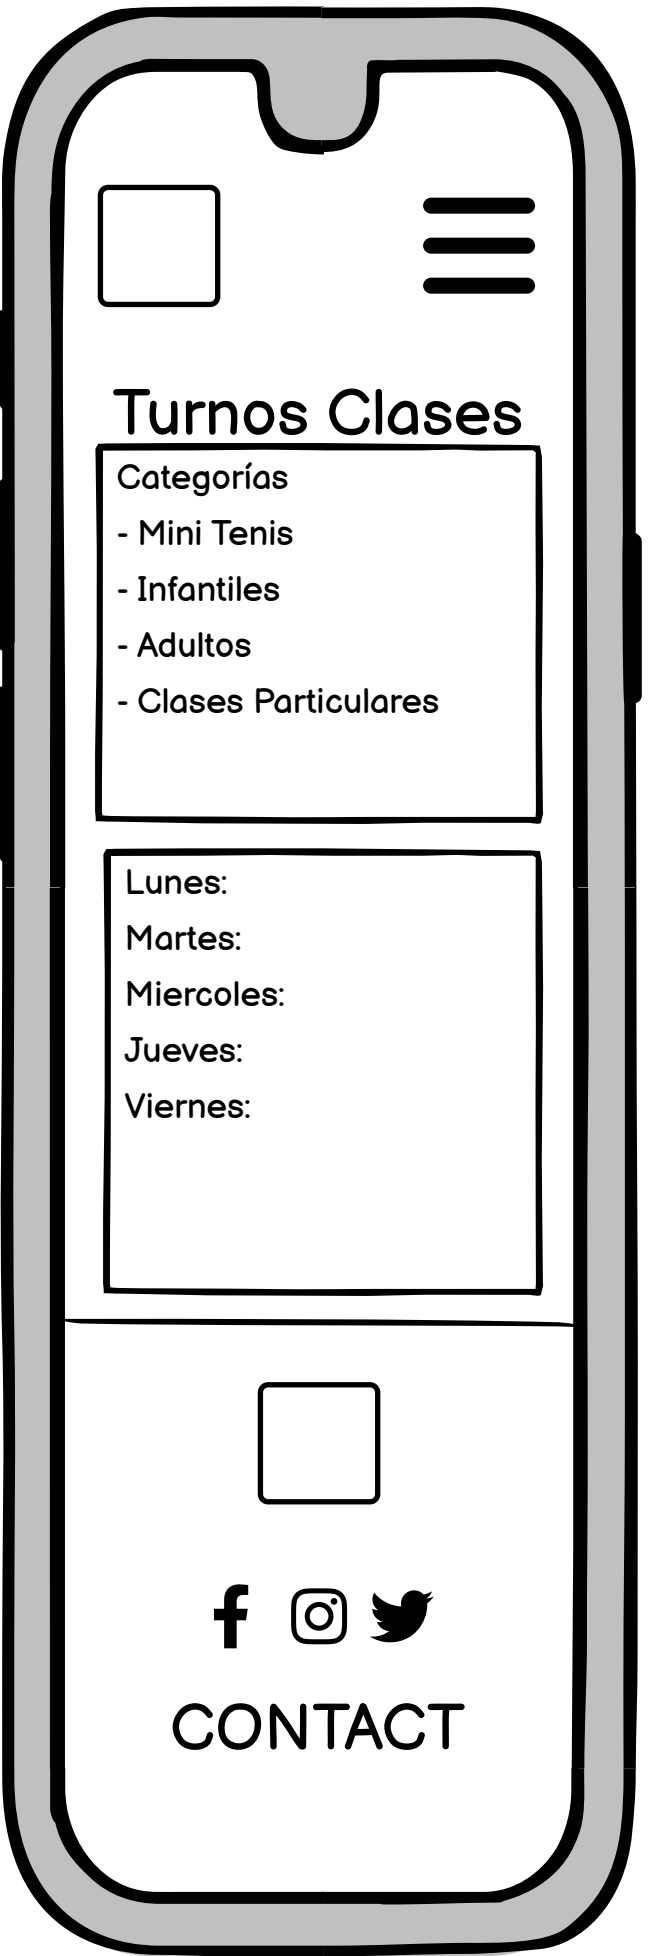 Turnos Clases
Categorías
- Mini Tenis
- Infantiles
- Adultos
- Clases Particulares
Lunes:
Martes:
Miercoles:
Jueves:
Viernes:
CONTACT